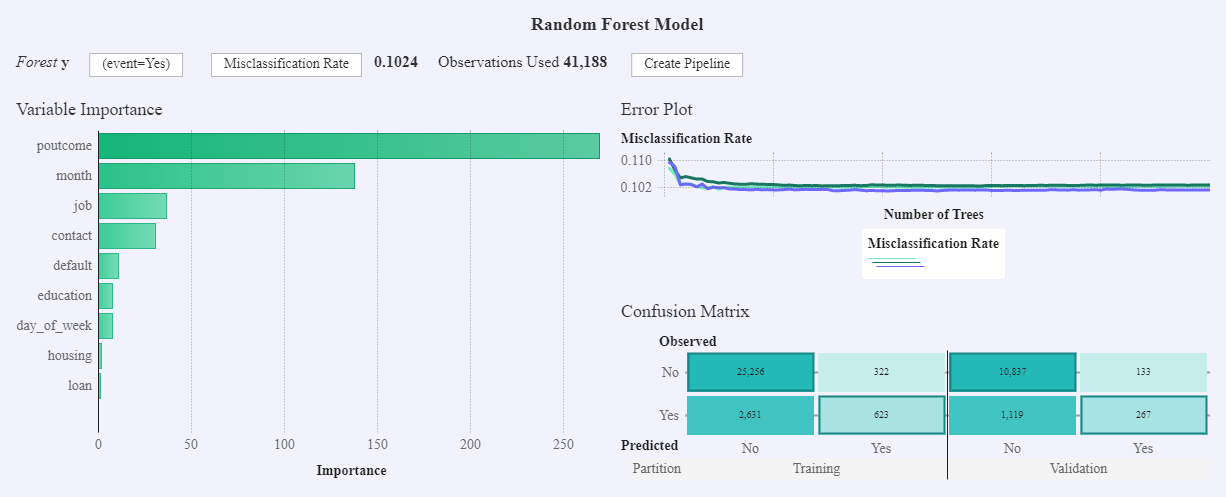 Random Forest Model
Forest y (event=Yes) Misclassification Rate 0.1024 Observations Used 41,188 Create Pipeline
Variable Importance
poutcome
month
job
contact
default
education
day_of_week
housing
loan
0 50 100 150 200 250
Importance
Error Plot
Misclassification Rate
0.110
0.102
Number of Trees
Misclassification Rate
Confusion Matrix
Observed
No 25,256 322 10,837 133
Yes 2,631 623 1,119 267
Predicted No Yes No Yes
Partition Training Validation